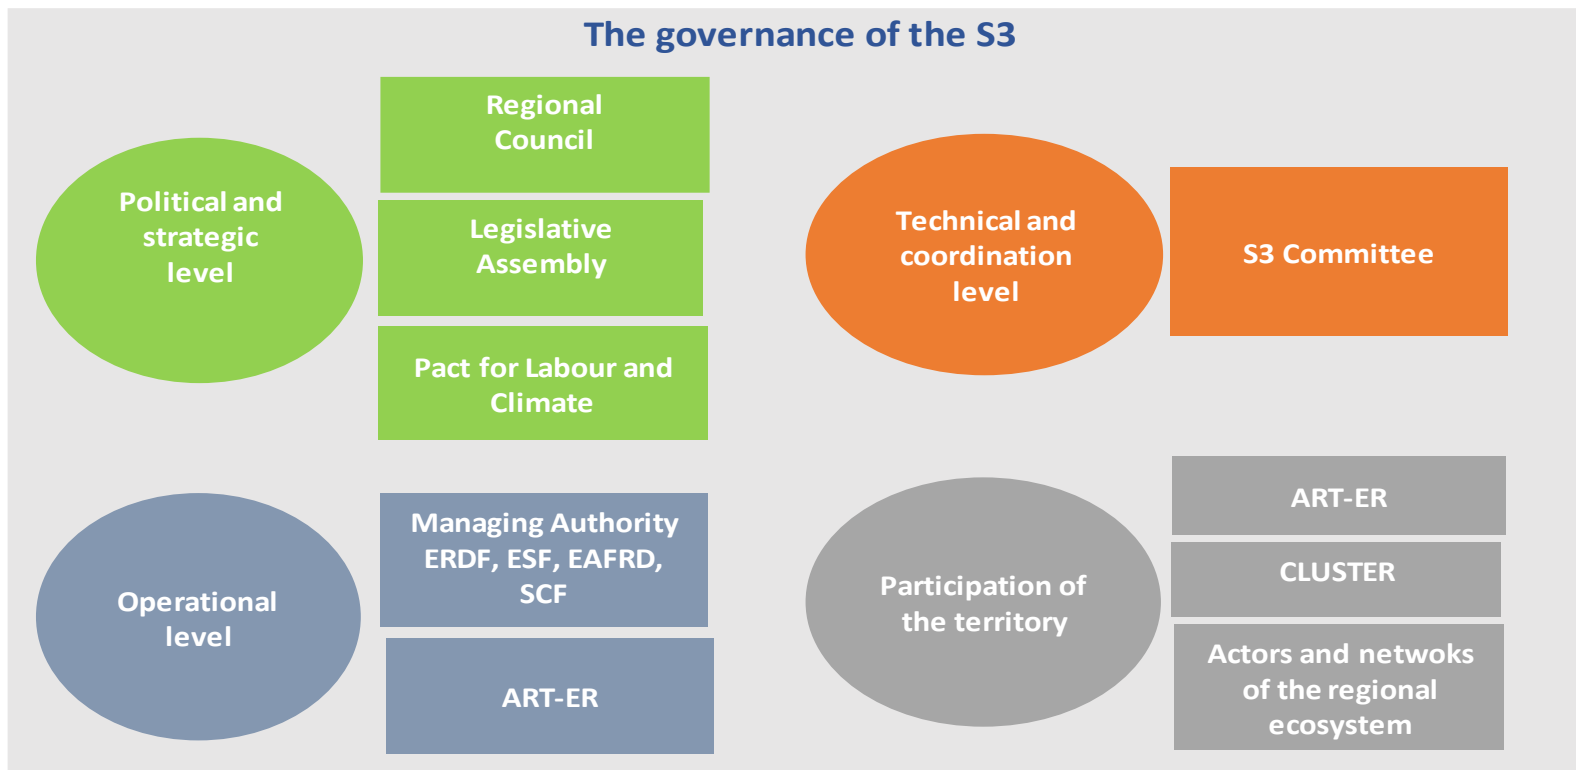 The governance of the S3
Political and
strategic
level
Regional
Council
Legislative
Assembly
Pact for Labour and
Climate
Technical and
coordination
level
S3 Committee
Operational
level
Managing Authority
ERDF, ESF, EAFRD,
SCF
ART-ER
Participation of
the territory
ART-ER
CLUSTER
Actors and netwoks
of the regional
ecosystem